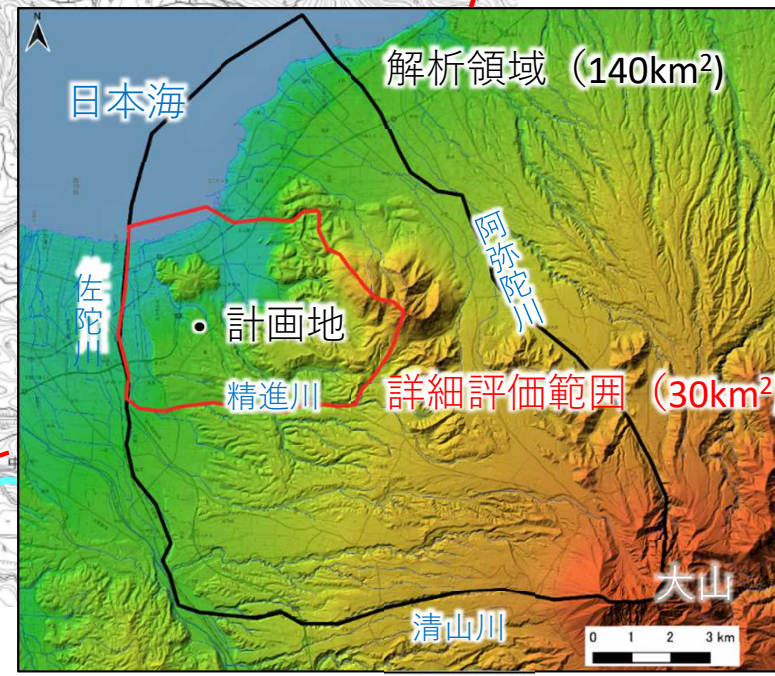 N
解析領域（140km²)
日本海
阿弥陀川
佐陀川
計画地
精進川
詳細評価範囲（30km²
大山
清山川
0 1 2 3 km